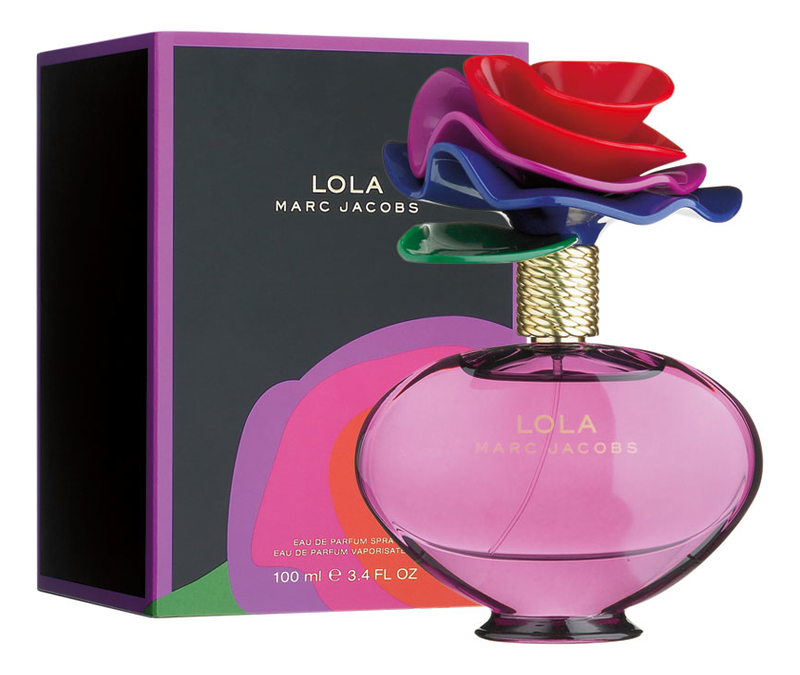 LOLA
MARC JACOBS
EAU DE PARFUM SPRA
EAU DE PARFUM VAPORISATE
100 ml ℮ 3.4 FL OZ
LOLA
MARC JACOBS